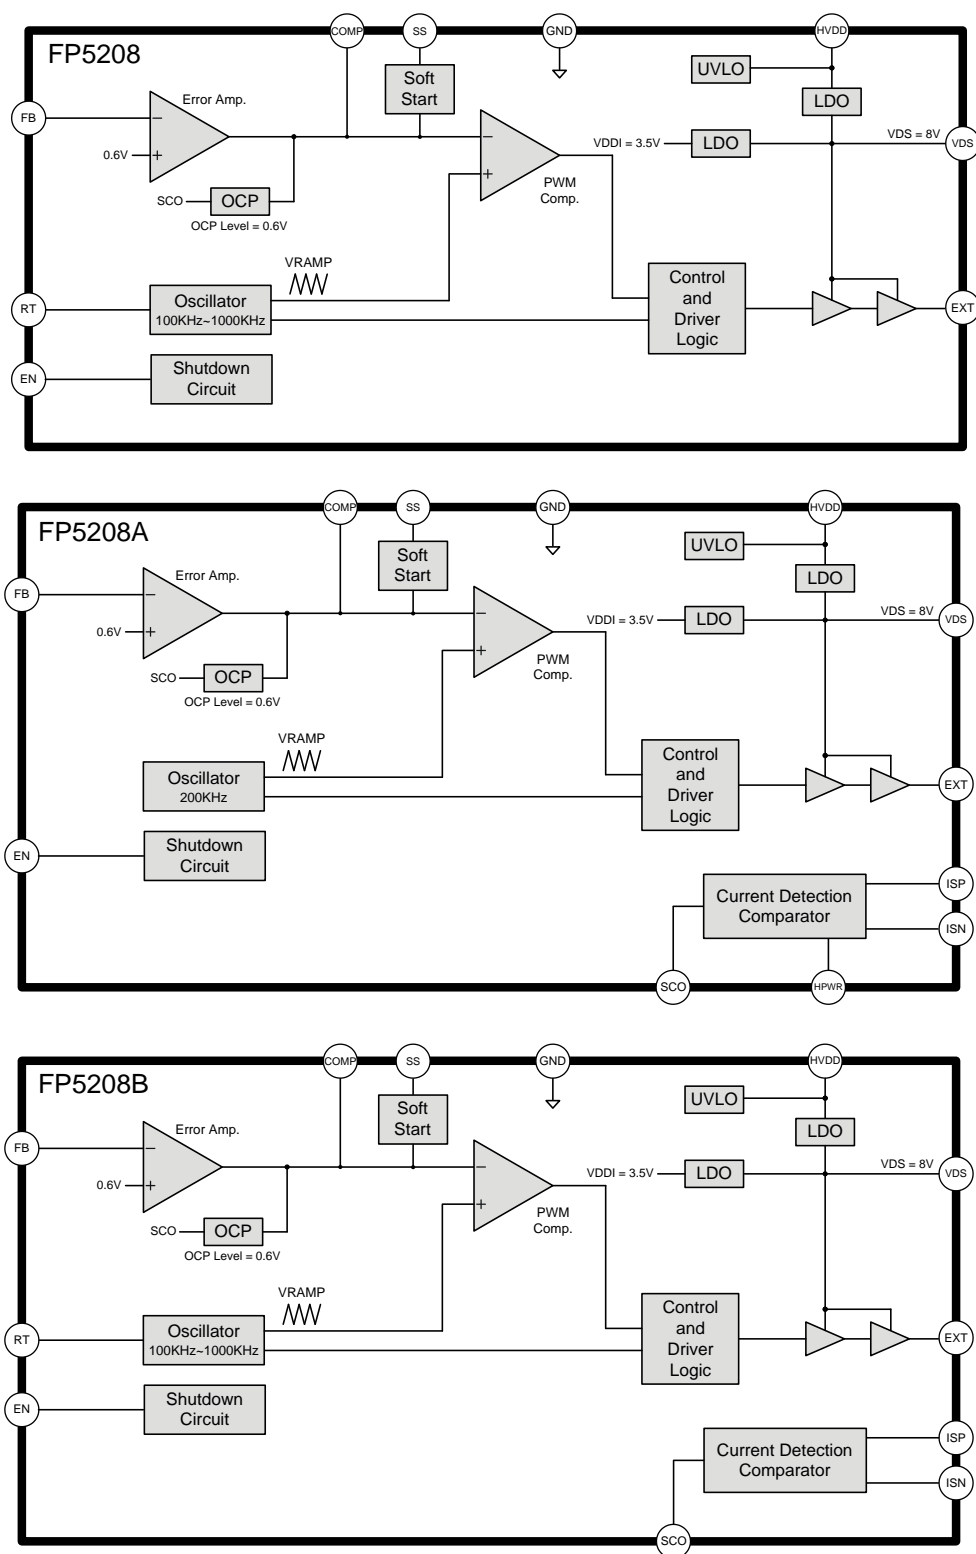 FP5208
COMP
SS
GND
HVDD
Soft
Start
UVLO
LDO
Error Amp.
FB
−
0.6V
+
−
+
VDDI = 3.5V
LDO
VDS = 8V
VDS
PWM
Comp.
SCO
OCP
OCP Level = 0.6V
VRAMP
RT
Oscillator
100KHz~1000KHz
Control
and
Driver
Logic
EXT
EN
Shutdown
Circuit
FP5208A
COMP
SS
GND
HVDD
Soft
Start
UVLO
LDO
Error Amp.
FB
−
0.6V
+
−
+
VDDI = 3.5V
LDO
VDS = 8V
VDS
PWM
Comp.
SCO
OCP
OCP Level = 0.6V
VRAMP
Oscillator
200KHz
Control
and
Driver
Logic
EXT
EN
Shutdown
Circuit
Current Detection
Comparator
ISP
ISN
SCO
HPWR
FP5208B
COMP
SS
GND
HVDD
Soft
Start
UVLO
LDO
Error Amp.
FB
−
0.6V
+
−
+
VDDI = 3.5V
LDO
VDS = 8V
VDS
PWM
Comp.
SCO
OCP
OCP Level = 0.6V
VRAMP
RT
Oscillator
100KHz~1000KHz
Control
and
Driver
Logic
EXT
EN
Shutdown
Circuit
Current Detection
Comparator
ISP
ISN
SCO